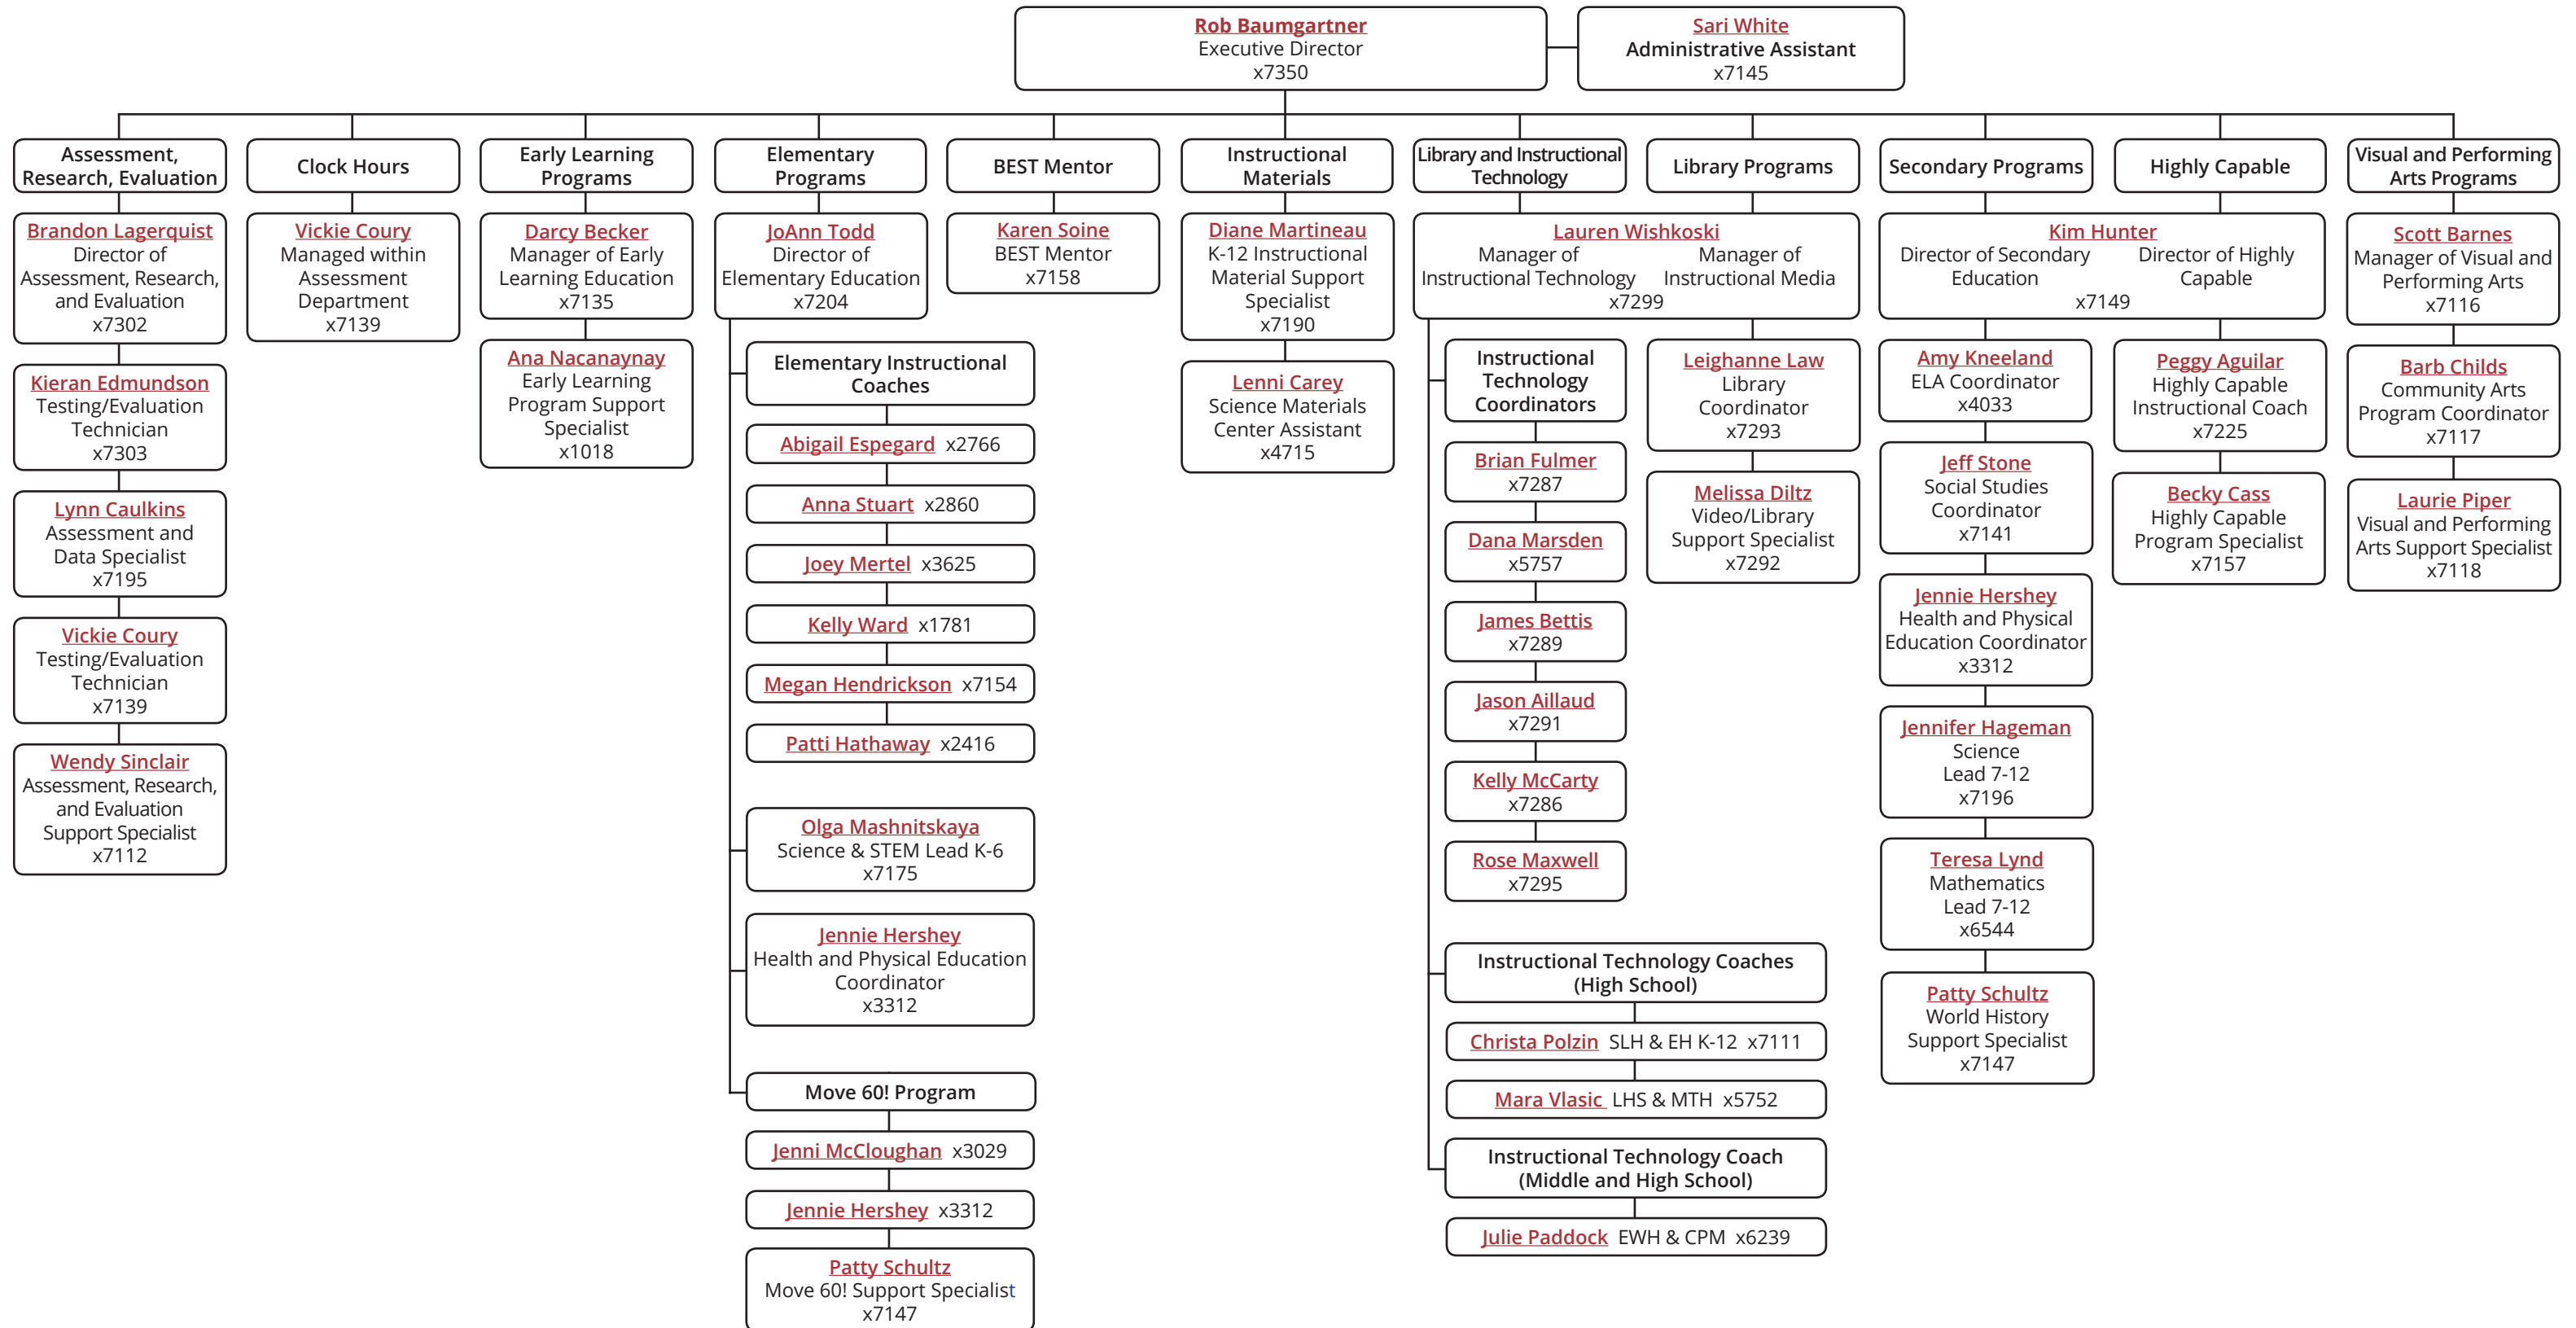 Rob Baumgartner
Executive Director
x7350
Sari White
Administrative Assistant
x7145
Assessment,
Research, Evaluation
Brandon Lagerquist
Director of
Assessment, Research,
and Evaluation
x7302
Kieran Edmundson
Testing/Evaluation
Technician
x7303
Lynn Caulkins
Assessment and
Data Specialist
x7195
Vickie Coury
Testing/Evaluation
Technician
x7139
Wendy Sinclair
Assessment, Research,
and Evaluation
Support Specialist
x7112
Clock Hours
Vickie Coury
Managed within
Assessment
Department
x7139
Early Learning
Programs
Darcy Becker
Manager of Early
Learning Education
x7135
Ana Nacanaynay
Early Learning
Program Support
Specialist
x1018
Elementary
Programs
JoAnn Todd
Director of
Elementary Education
x7204
Elementary Instructional
Coaches
Abigail Espegard x2766
Anna Stuart x2860
Joey Mertel x3625
Kelly Ward x1781
Megan Hendrickson x7154
Patti Hathaway x2416
Olga Mashnitskaya
Science & STEM Lead K-6
x7175
Jennie Hershey
Health and Physical Education
Coordinator
x3312
Move 60! Program
Jenni McCloughan x3029
Jennie Hershey x3312
Patty Schultz
Move 60! Support Specialist
x7147
BEST Mentor
Karen Soine
BEST Mentor
x7158
Instructional
Materials
Diane Martineau
K-12 Instructional
Material Support
Specialist
x7190
Lenni Carey
Science Materials
Center Assistant
x4715
Library and Instructional
Technology
Library Programs
Lauren Wishkoski
Manager of
Instructional Technology
Manager of
Instructional Media
x7299
Instructional
Technology
Coordinators
Brian Fulmer
x7287
Dana Marsden
x5757
James Bettis
x7289
Jason Aillaud
x7291
Kelly McCarty
x7286
Rose Maxwell
x7295
Instructional Technology Coaches
(High School)
Christa Polzin SLH & EH K-12 x7111
Mara Vlasic LHS & MTH x5752
Instructional Technology Coach
(Middle and High School)
Julie Paddock EWH & CPM x6239
Leighanne Law
Library
Coordinator
x7293
Melissa Diltz
Video/Library
Support Specialist
x7292
Secondary Programs
Highly Capable
Kim Hunter
Director of Secondary
Education
Director of Highly
Capable
x7149
Amy Kneeland
ELA Coordinator
x4033
Jeff Stone
Social Studies
Coordinator
x7141
Jennie Hershey
Health and Physical
Education Coordinator
x3312
Jennifer Hageman
Science
Lead 7-12
x7196
Teresa Lynd
Mathematics
Lead 7-12
x6544
Patty Schultz
World History
Support Specialist
x7147
Peggy Aguilar
Highly Capable
Instructional Coach
x7225
Becky Cass
Highly Capable
Program Specialist
x7157
Visual and Performing
Arts Programs
Scott Barnes
Manager of Visual and
Performing Arts
x7116
Barb Childs
Community Arts
Program Coordinator
x7117
Laurie Piper
Visual and Performing
Arts Support Specialist
x7118